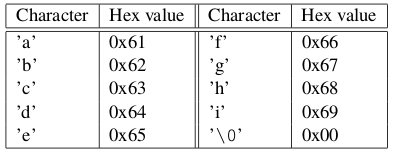 Character Hex value Character Hex value
'a' 0x61 'f' 0x66
'b' 0x62 'g' 0x67
'c' 0x63 'h' 0x68
'd' 0x64 'i' 0x69
'e' 0x65 '\0' 0x00